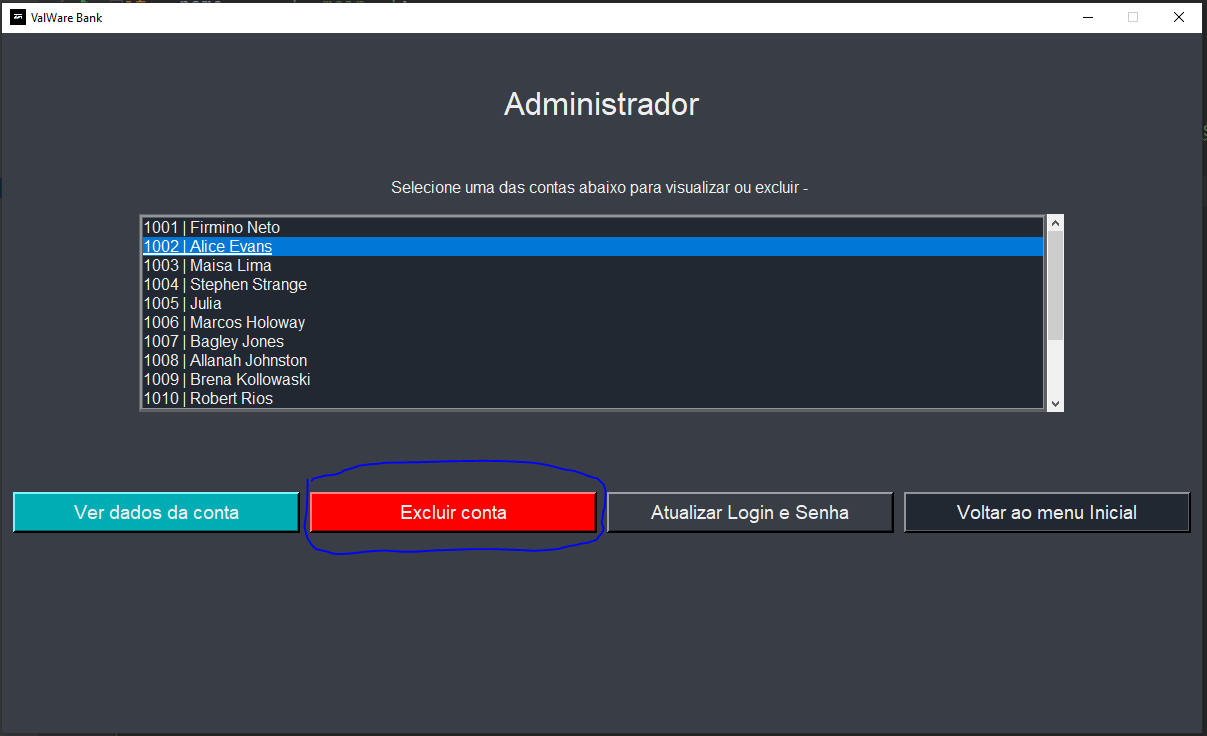 ValWare Bank
Administrador
Selecione uma das contas abaixo para visualizar ou excluir -
1001 | Firmino Neto
1002 | Alice Evans
1003 | Maisa Lima
1004 | Stephen Strange
1005 | Julia
1006 | Marcos Holoway
1007 | Bagley Jones
1008 | Allanah Johnston
1009 | Brena Kollowaski
1010 | Robert Rios
Ver dados da conta
Excluir conta
Atualizar Login e Senha
Voltar ao menu Inicial